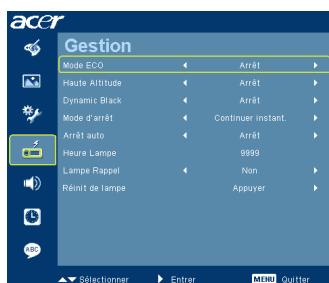 acer
Gestion
Mode ECO Arrêt
Haute Altitude Arrêt
Dynamic Black Arrêt
Mode d'arrêt Continuer instant.
Arrêt auto Arrêt
Heure Lampe 9999
Lampe Rappel Non
Réinit de lampe Appuyer
ABC
Sélectionner Entrer MENU Quitter